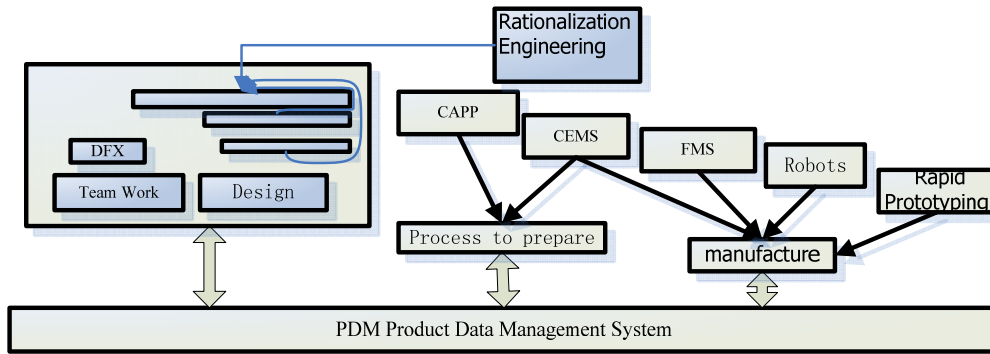 Rationalization
Engineering
CAPP
CEMS
FMS
Robots
Rapid
Prototyping
DFX
Team Work
Design
Process to prepare
manufacture
PDM Product Data Management System